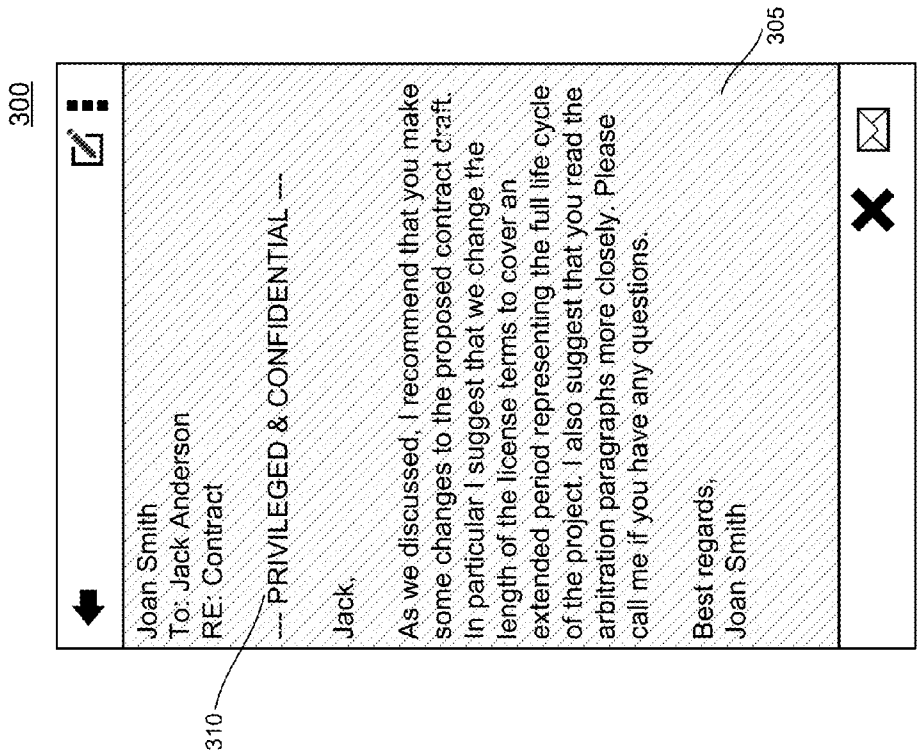 300
Joan Smith
To: Jack Anderson
RE: Contract
310
--- PRIVILEGED & CONFIDENTIAL ---
Jack,
As we discussed, I recommend that you make
some changes to the proposed contract draft.
In particular I suggest that we change the
length of the license terms to cover an
extended period representing the full life cycle
of the project. I also suggest that you read the
arbitration paragraphs more closely. Please
call me if you have any questions.
Best regards,
Joan Smith
305